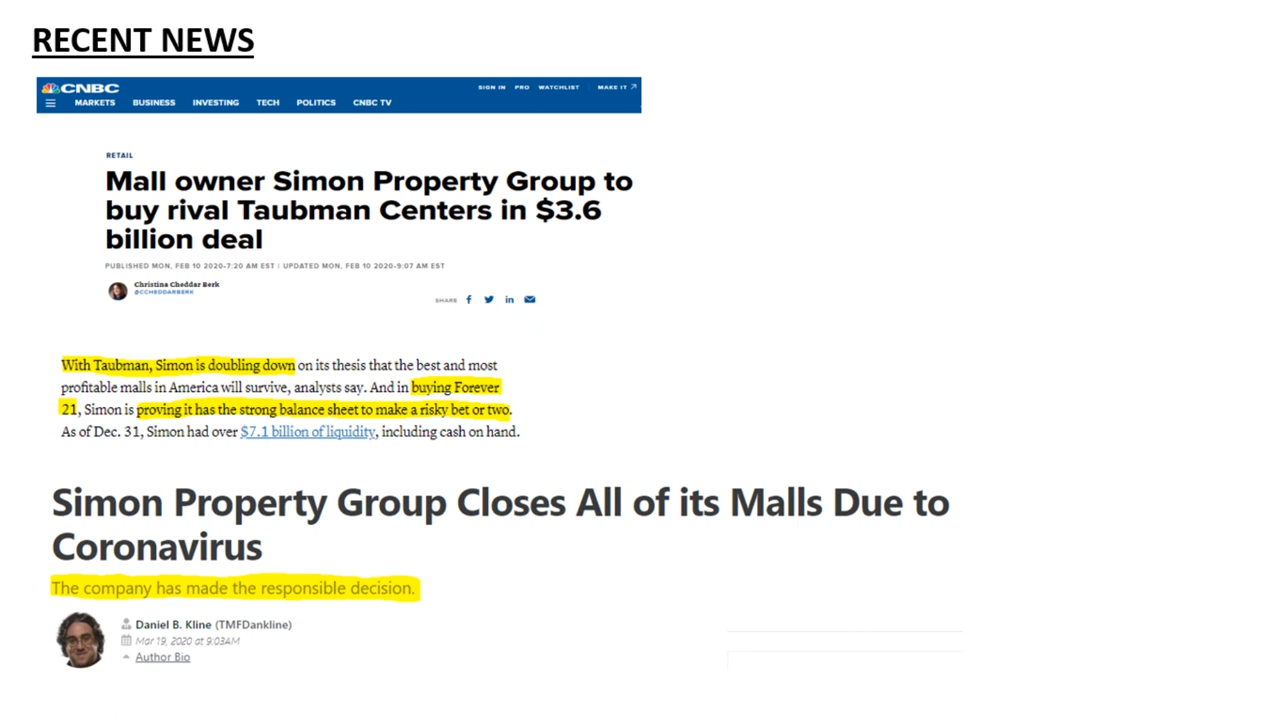 RECENT NEWS
CNBC
SIGN IN PRO WATCHLIST MAKE IT
MARKETS BUSINESS INVESTING TECH POLITICS CNBC TV
RETAIL
Mall owner Simon Property Group to
buy rival Taubman Centers in $3.6
billion deal
PUBLISHED MON, FEB 10 2020-7:20 AM EST | UPDATED MON, FEB 10 2020-9:07 AM EST
Christina Cheddar Berk
@CCHEDDARBERK
SHARE
With Taubman, Simon is doubling down on its thesis that the best and most
profitable malls in America will survive, analysts say. And in buying Forever
21, Simon is proving it has the strong balance sheet to make a risky bet or two.
As of Dec. 31, Simon had over $7.1 billion of liquidity, including cash on hand.
Simon Property Group Closes All of its Malls Due to
Coronavirus
The company has made the responsible decision.
Daniel B. Kline (TMFDankline)
Mar 19, 2020 at 9:03AM
Author Bio